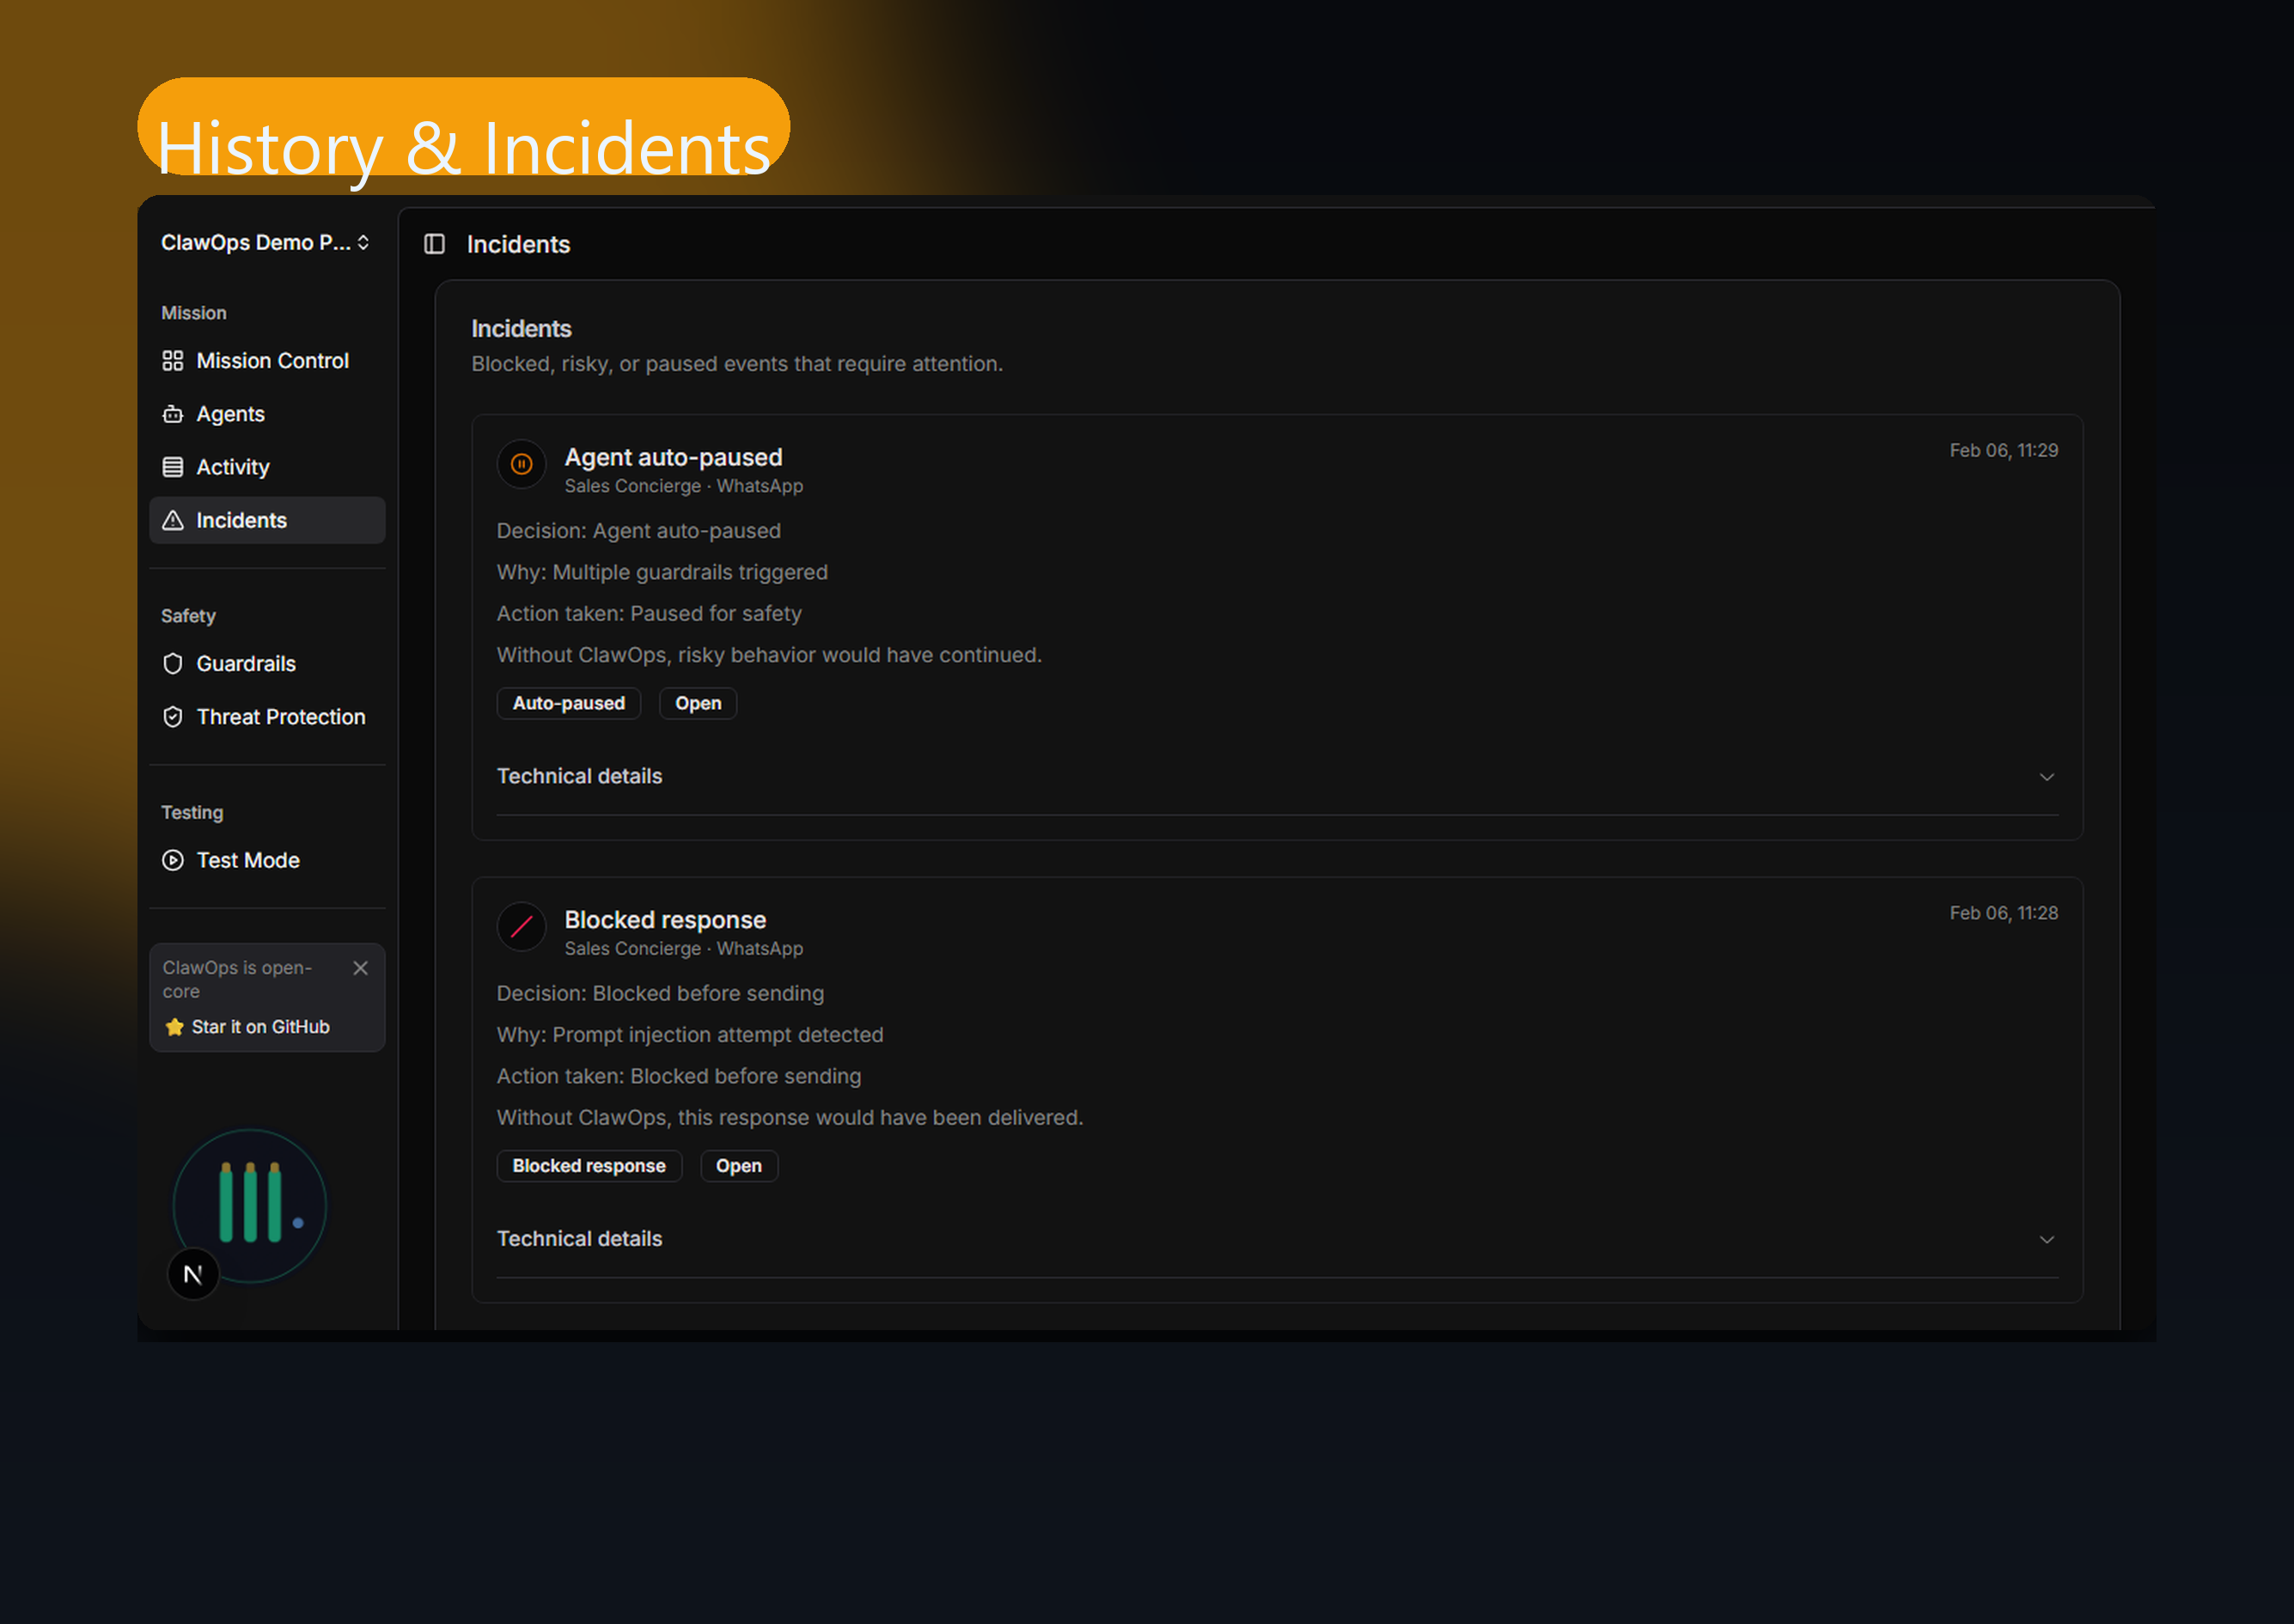 History & Incidents
ClawOps Demo P...
Mission
Mission Control
Agents
Activity
Incidents
Safety
Guardrails
Threat Protection
Testing
Test Mode
ClawOps is open-
core
⭐ Star it on GitHub
N
Incidents
Incidents
Blocked, risky, or paused events that require attention.
Agent auto-paused
Feb 06, 11:29
Sales Concierge · WhatsApp
Decision: Agent auto-paused
Why: Multiple guardrails triggered
Action taken: Paused for safety
Without ClawOps, risky behavior would have continued.
Auto-paused Open
Technical details
Blocked response
Feb 06, 11:28
Sales Concierge · WhatsApp
Decision: Blocked before sending
Why: Prompt injection attempt detected
Action taken: Blocked before sending
Without ClawOps, this response would have been delivered.
Blocked response Open
Technical details